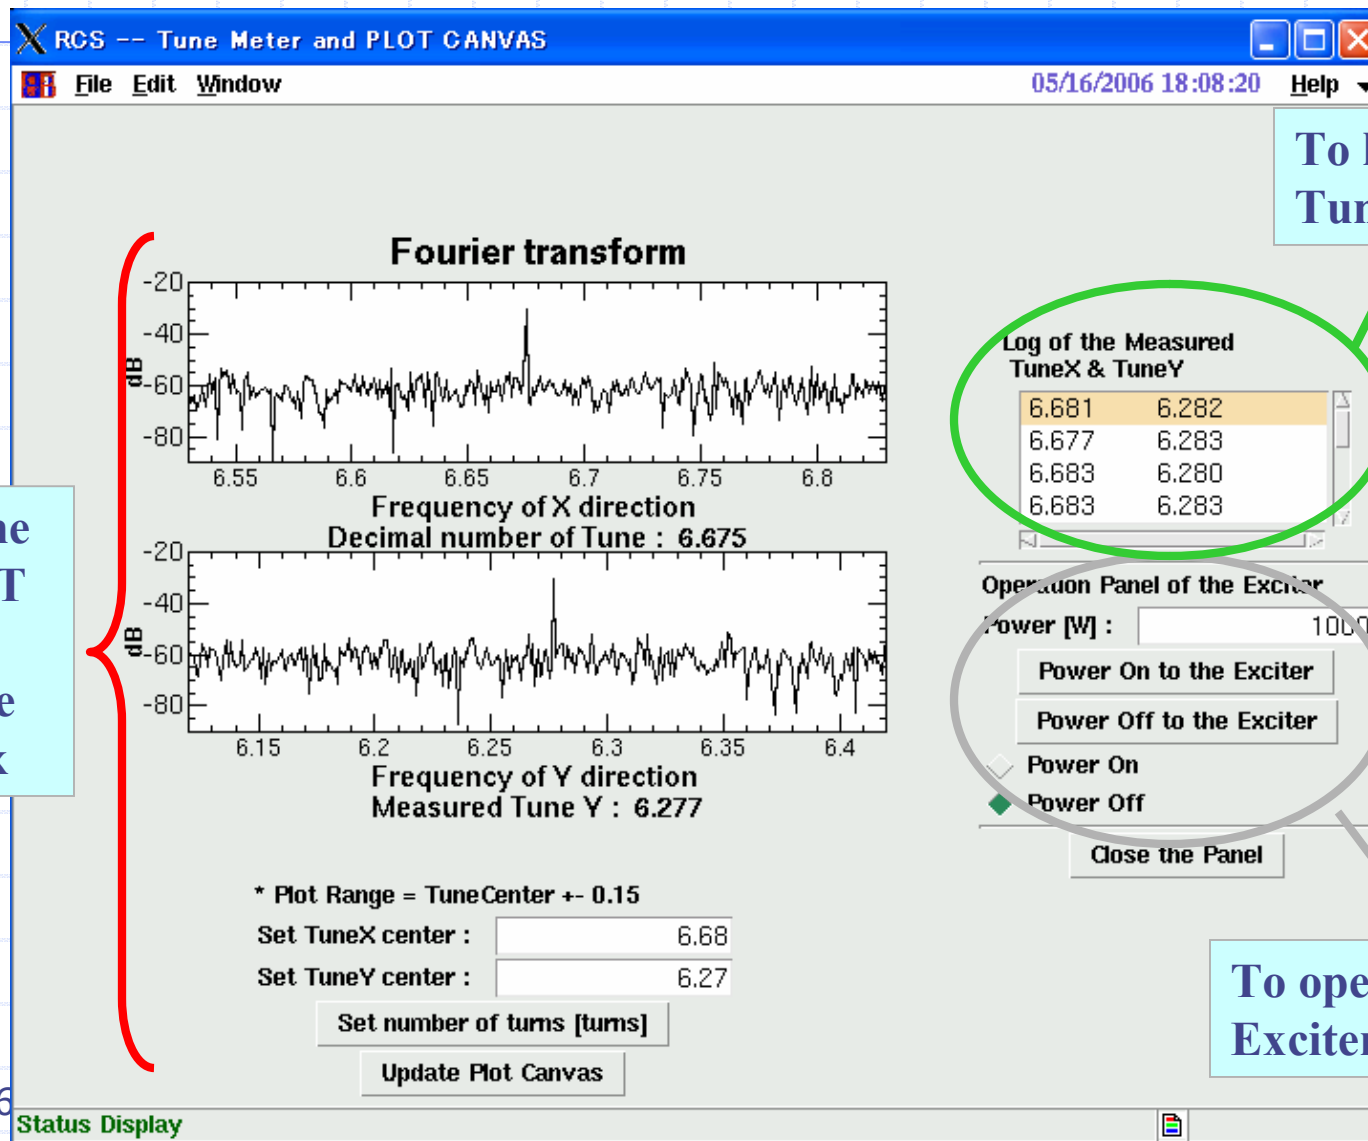 RCS -- Tune Meter and PLOT CANVAS
File Edit Window 05/16/2006 18:08:20 Help
To
Fourier transform
-20
-40
-60
-80
dB
6.55 6.6 6.65 6.7 6.75 6.8
Frequency of X direction
Decimal number of Tune : 6.675
-20
-40
-60
-80
dB
6.15 6.2 6.25 6.3 6.35 6.4
Frequency of Y direction
Measured Tune Y : 6.277
* Plot Range = TuneCenter +- 0.15
Set TuneX center : 6.68
Set TuneY center : 6.27
Set number of turns [turns]
Update Plot Canvas
Log of the Measured
TuneX & TuneY
6.681 6.282
6.677 6.283
6.683 6.280
6.683 6.283
Operation Panel of the Exciter
Power [W] : 1000
Power On to the Exciter
Power Off to the Exciter
Power On
Power Off
Close the Panel
To
Exciter
Status Display